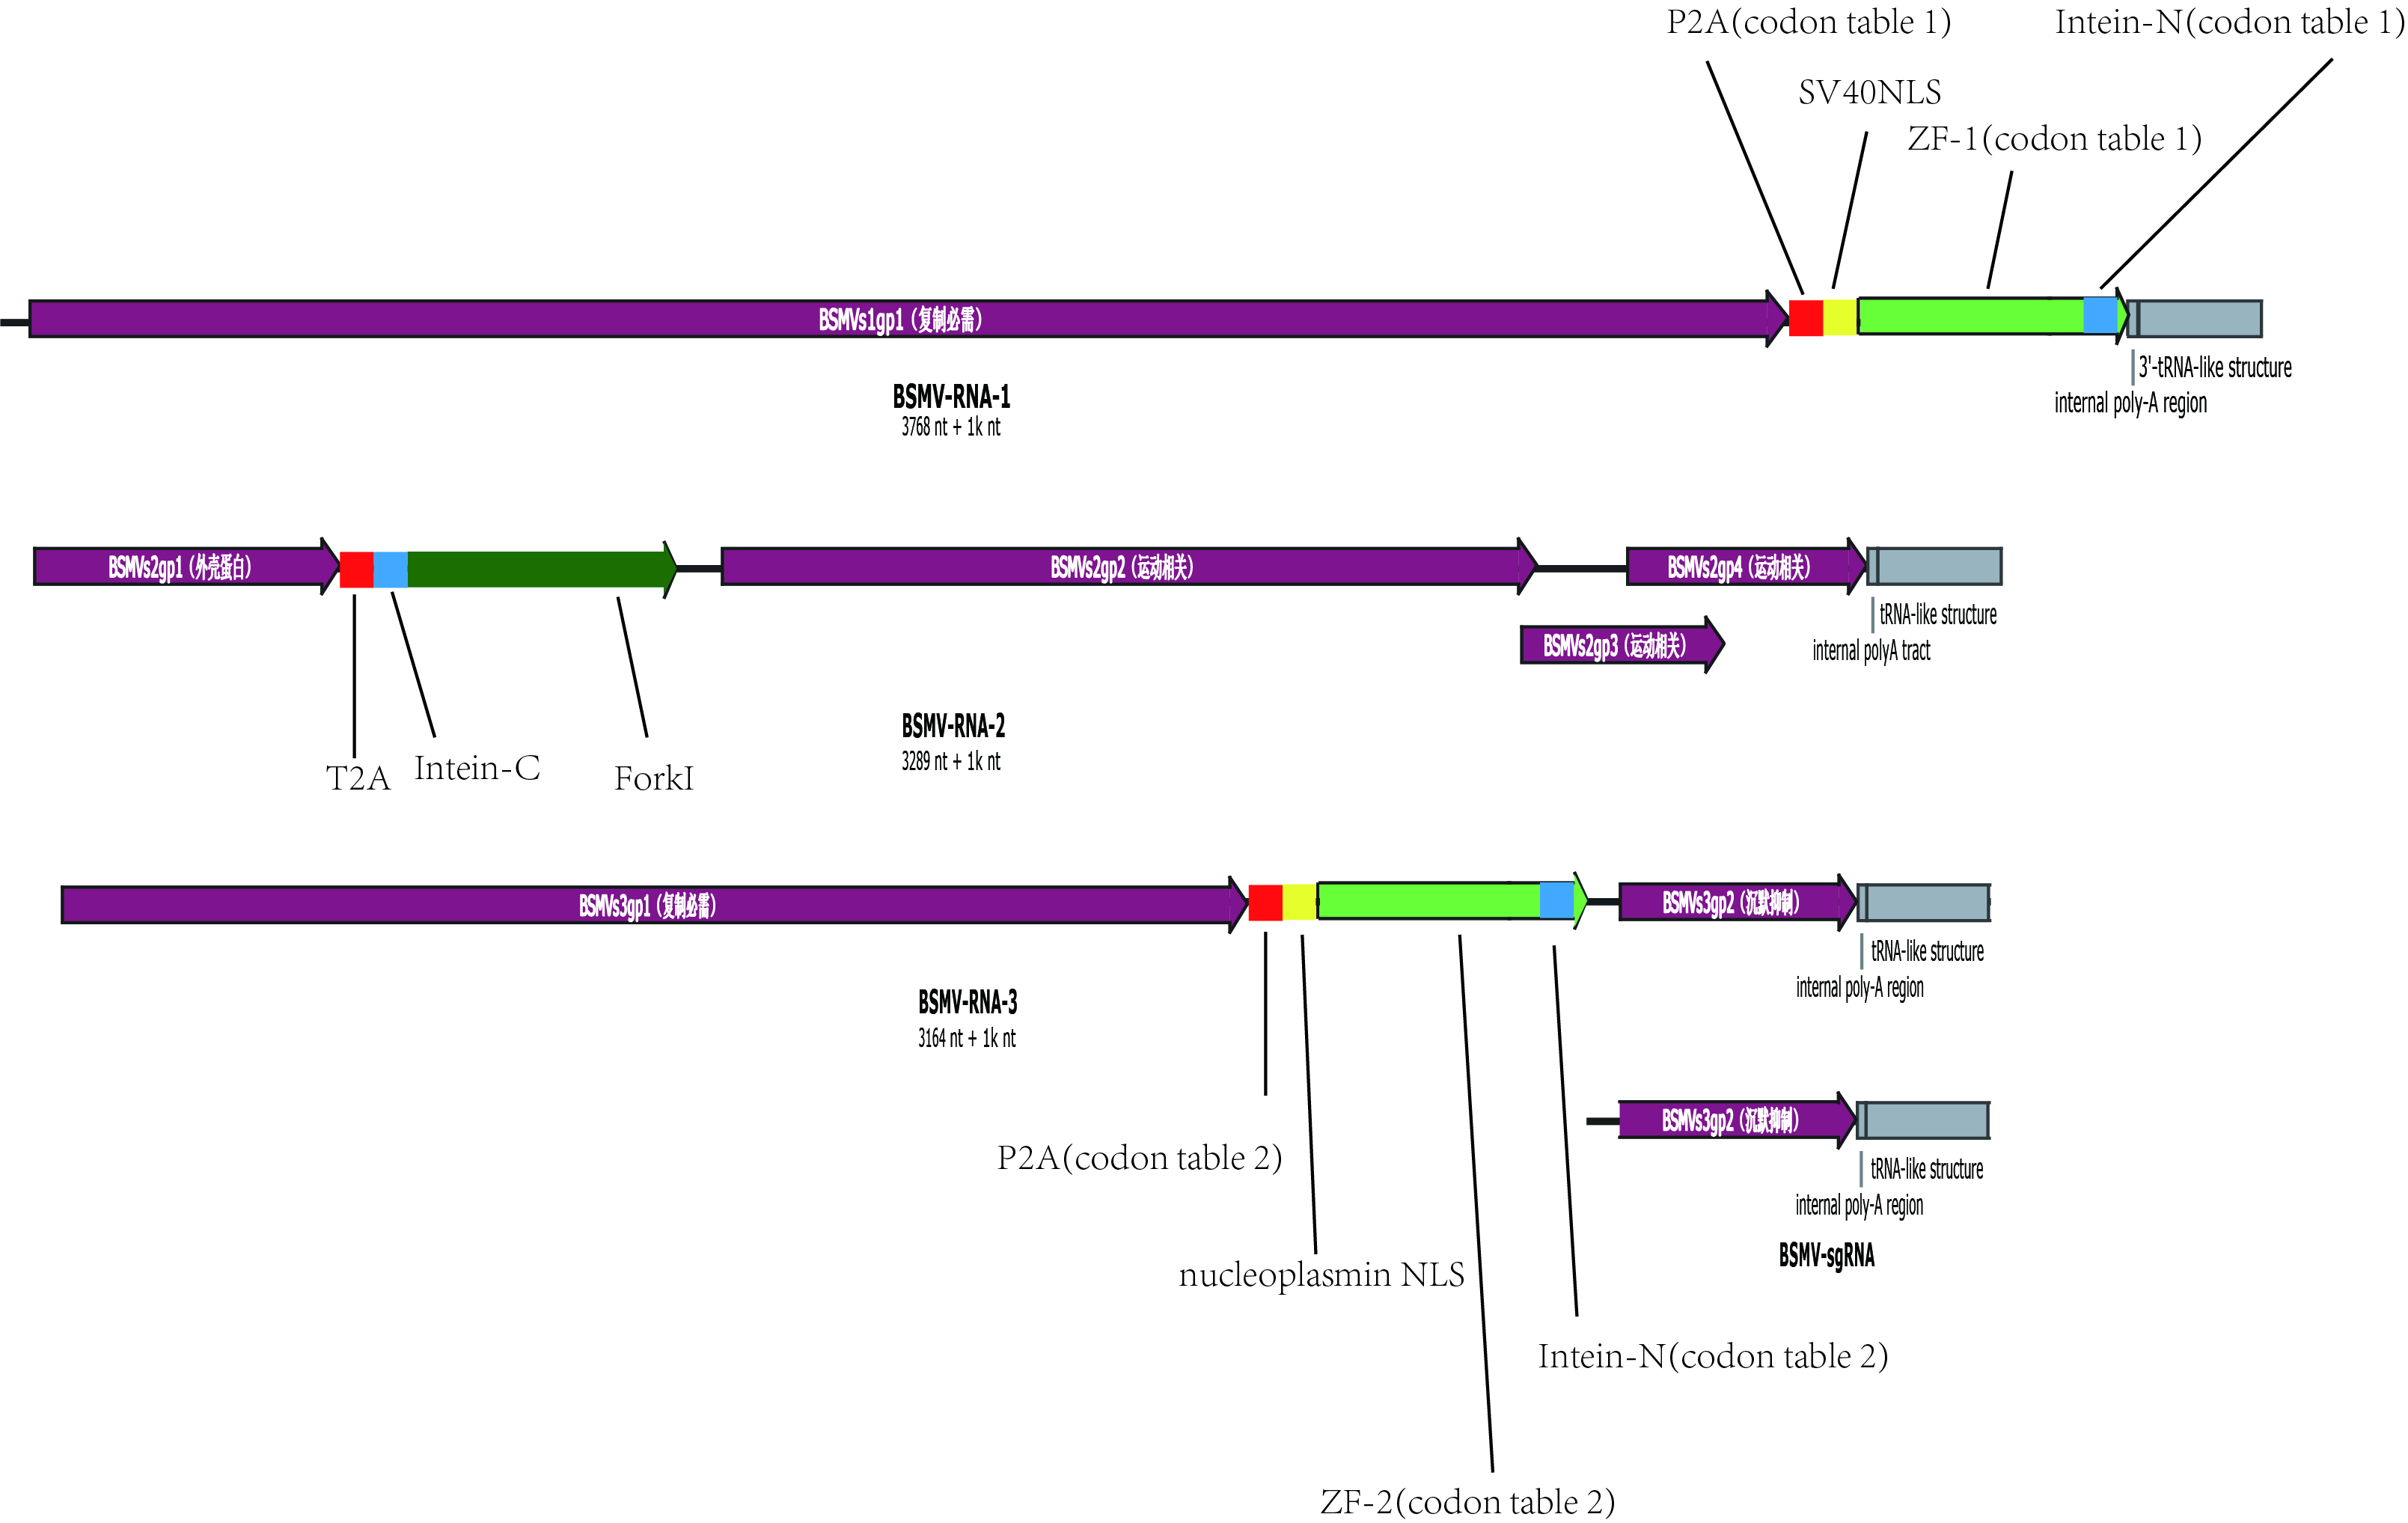 P2A(codon table 1)
Intein-N(codon table 1)
SV40NLS
ZF-1(codon table 1)
BSMVs1gp1（复制必需）
3'-tRNA-like structure
internal poly-A region
BSMV-RNA-1
3768 nt + 1k nt
BSMVs2gp1（外壳蛋白）
BSMVs2gp2（运动相关）
BSMVs2gp4（运动相关）
tRNA-like structure
internal polyA tract
BSMVs2gp3（运动相关）
BSMV-RNA-2
3289 nt + 1k nt
T2A
Intein-C
ForkI
BSMVs3gp1（复制必需）
BSMVs3gp2（沉默抑制）
tRNA-like structure
internal poly-A region
BSMV-RNA-3
3164 nt + 1k nt
BSMVs3gp2（沉默抑制）
tRNA-like structure
internal poly-A region
BSMV-sgRNA
P2A(codon table 2)
nucleoplasmin NLS
Intein-N(codon table 2)
ZF-2(codon table 2)